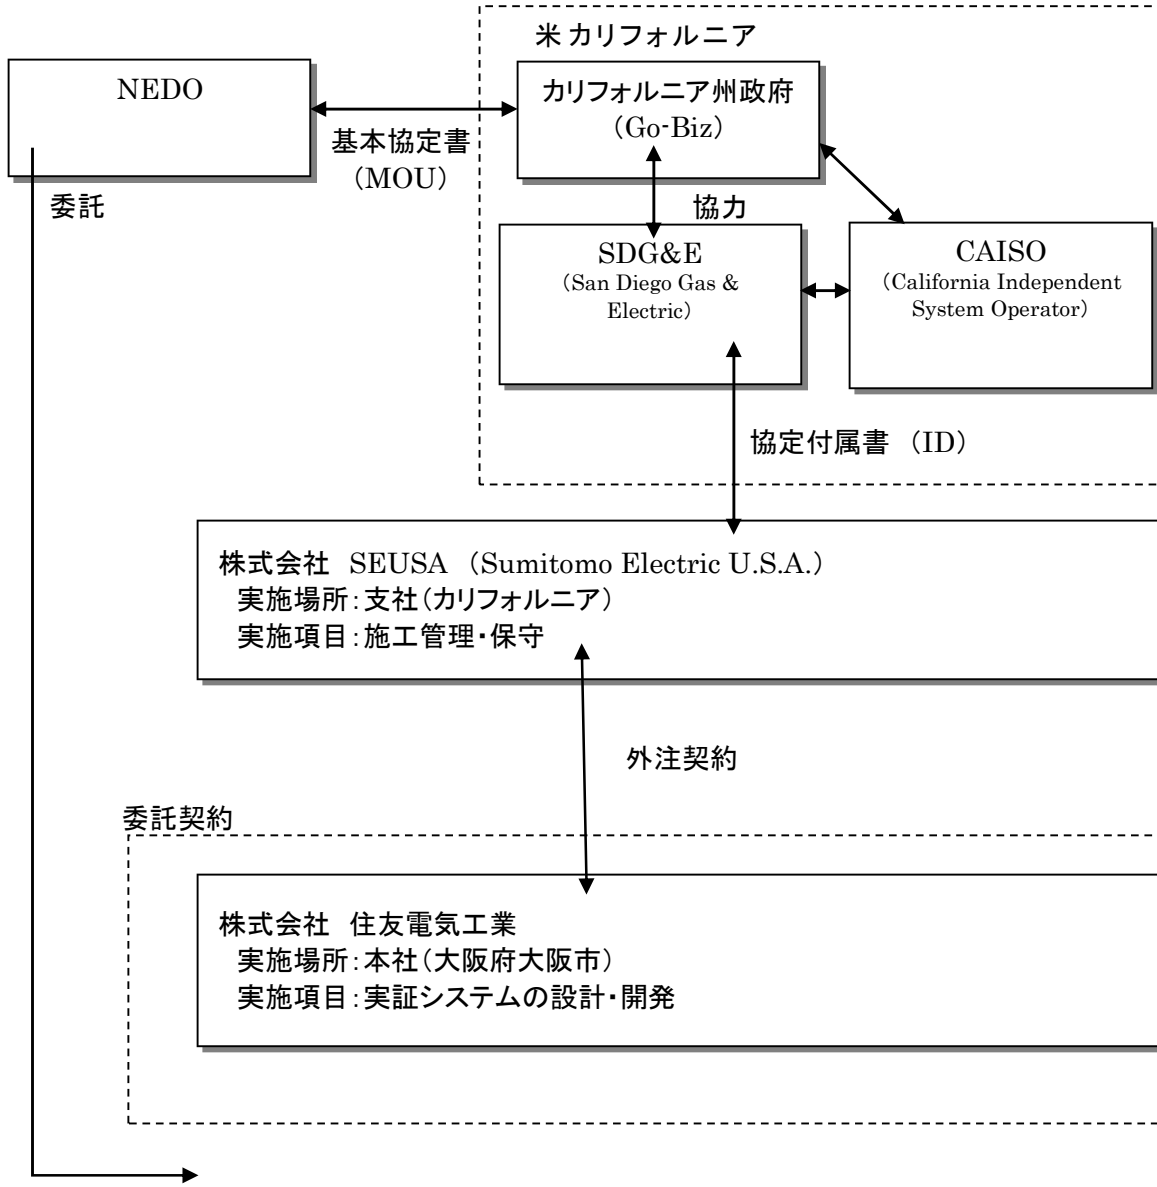 米 カリフォルニア
NEDO
カリフォルニア州政府
（Go-Biz）
基本協定書
（MOU）
委託
協力
SDG&E
（San Diego Gas &
Electric）
CAISO
（California Independent
System Operator）
協定付属書 （ID）
株式会社 SEUSA （Sumitomo Electric U.S.A.）
実施場所：支社（カリフォルニア）
実施項目：施工管理・保守
外注契約
委託契約
株式会社 住友電気工業
実施場所：本社（大阪府大阪市）
実施項目：実証システムの設計・開発